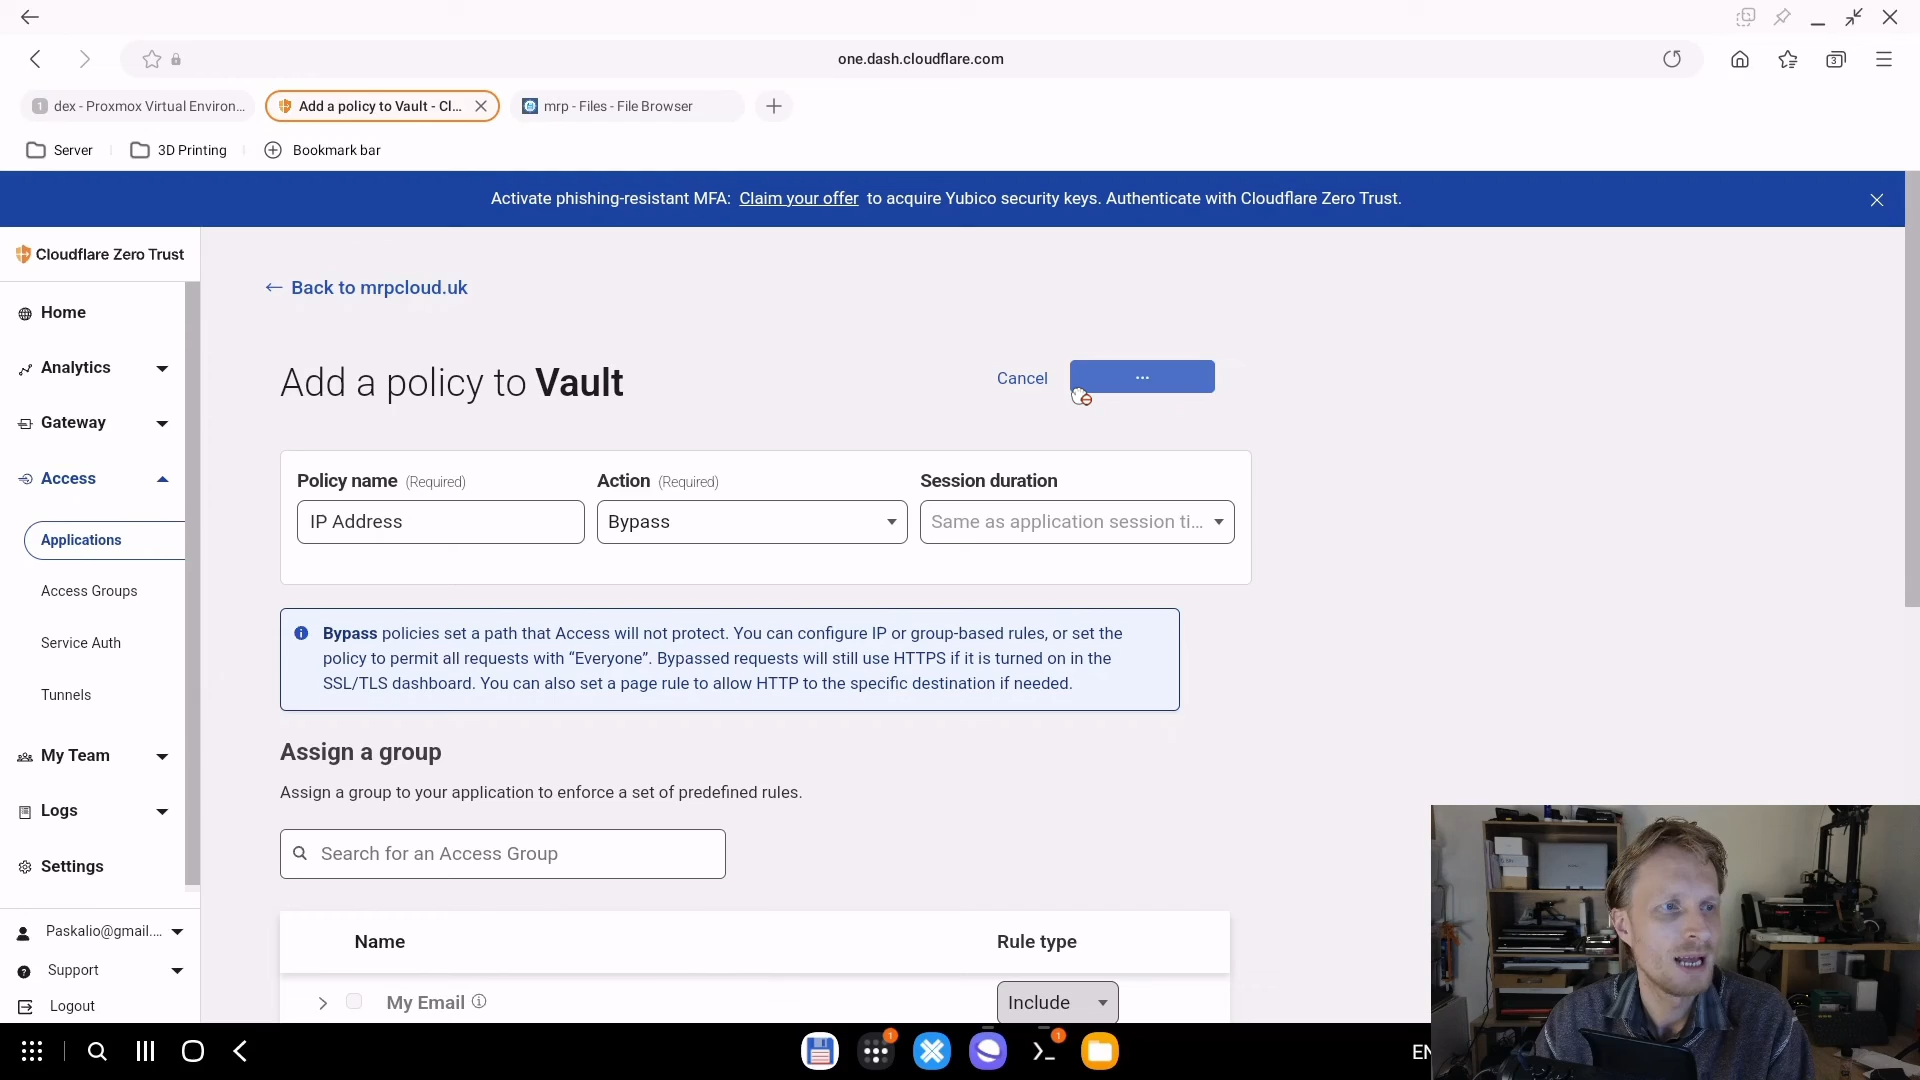 one.dash.cloudflare.com
3
1 dex - Proxmox Virtual Environ...
Add a policy to Vault - Cl...
mrp - Files - File Browser
Server
3D Printing
Bookmark bar
Activate phishing-resistant MFA: Claim your offer to acquire Yubico security keys. Authenticate with Cloudflare Zero Trust.
Cloudflare Zero Trust
Home
Analytics
Gateway
Access
Applications
Access Groups
Service Auth
Tunnels
My Team
Logs
Settings
Paskalio@gmail....
Support
Logout
← Back to mrpcloud.uk
Add a policy to Vault
Cancel
...
Policy name (Required)
IP Address
Action (Required)
Bypass
Session duration
Same as application session ti...
Bypass policies set a path that Access will not protect. You can configure IP or group-based rules, or set the
policy to permit all requests with “Everyone”. Bypassed requests will still use HTTPS if it is turned on in the
SSL/TLS dashboard. You can also set a page rule to allow HTTP to the specific destination if needed.
Assign a group
Assign a group to your application to enforce a set of predefined rules.
Search for an Access Group
Name
Rule type
My Email
Include
1
1
EN